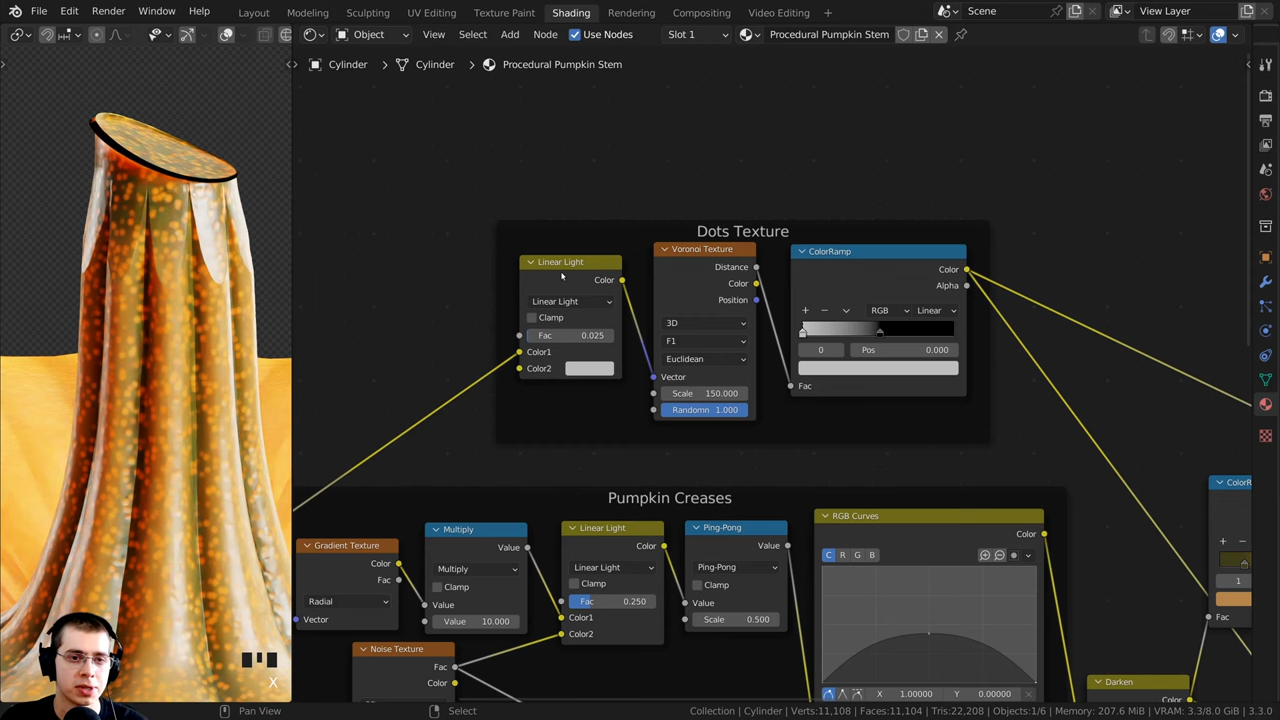 File Edit Render Window Help Layout Modeling Sculpting UV Editing Texture Paint Shading Rendering Compositing Video Editing Scene View Layer
Object View Select Add Node Use Nodes Slot 1 Procedural Pumpkin Stem
Cylinder > Cylinder > Procedural Pumpkin Stem
Dots Texture
Linear Light
Color
Linear Light
Clamp
Fac 0.025
Color1
Color2
Voronoi Texture
Distance
Color
Position
3D
F1
Euclidean
Vector
Scale 150.000
Randomn 1.000
ColorRamp
Color
Alpha
RGB Linear
0 Pos 0.000
Fac
Pumpkin Creases
Gradient Texture
Color
Fac
Radial
Vector
Multiply
Value
Multiply
Clamp
Value
Value 10.000
Linear Light
Color
Linear Light
Clamp
Fac 0.250
Color1
Color2
Ping-Pong
Value
Ping-Pong
Clamp
Value
Scale 0.500
RGB Curves
Color
C R G B
X 1.00000 Y 0.00000
Noise Texture
Fac
Color
Darken
Color
ColorR
1
Fac
X
Pan View Select Collection | Cylinder | Verts:11,108 | Faces:11,104 | Tris:22,208 | Objects:1/6 | Memory: 207.6 MiB | VRAM: 3.3/8.0 GiB | 3.3.0